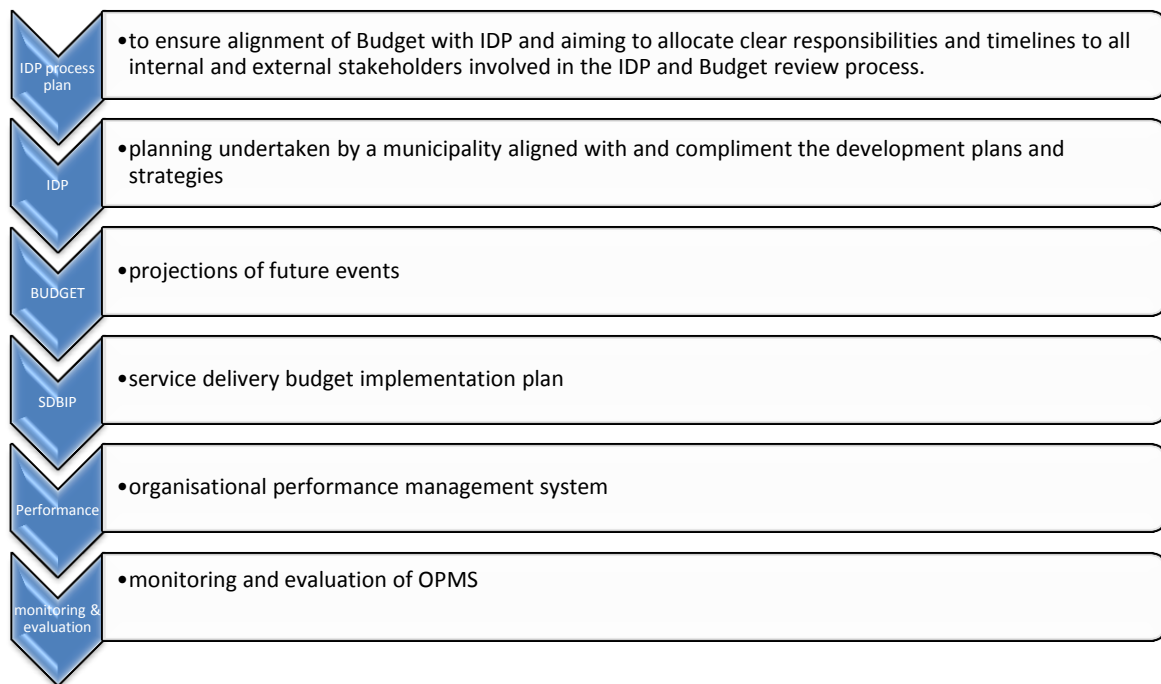 IDP process
plan
•to ensure alignment of Budget with IDP and aiming to allocate clear responsibilities and timelines to all
internal and external stakeholders involved in the IDP and Budget review process.
IDP
•planning undertaken by a municipality aligned with and compliment the development plans and
strategies
BUDGET
•projections of future events
SDBIP
•service delivery budget implementation plan
Performance
•organisational performance management system
monitoring &
evaluation
•monitoring and evaluation of OPMS